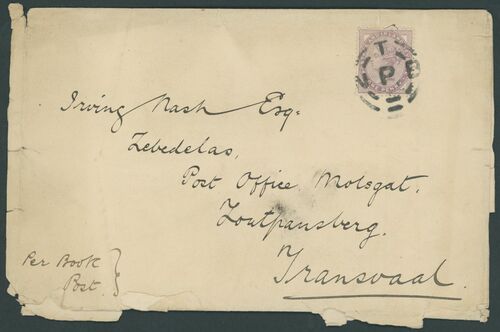 T
P B
Irving Nash Esq.
Zebedelas,
Post Office Molsgat.
Zoutpansberg.
Transvaal.
Per Book
Post.